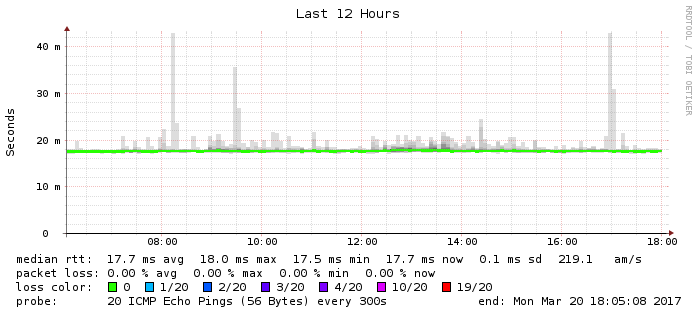 Last 12 Hours
RRDTOOL / TOBI OETIKER
Seconds
40 m
30 m
20 m
10 m
0
08:00 10:00 12:00 14:00 16:00 18:00
median rtt: 17.7 ms avg 18.0 ms max 17.5 ms min 17.7 ms now 0.1 ms sd 219.1 am/s
packet loss: 0.00 % avg 0.00 % max 0.00 % min 0.00 % now
loss color: 0 1/20 2/20 3/20 4/20 10/20 19/20
probe: 20 ICMP Echo Pings (56 Bytes) every 300s end: Mon Mar 20 18:05:08 2017